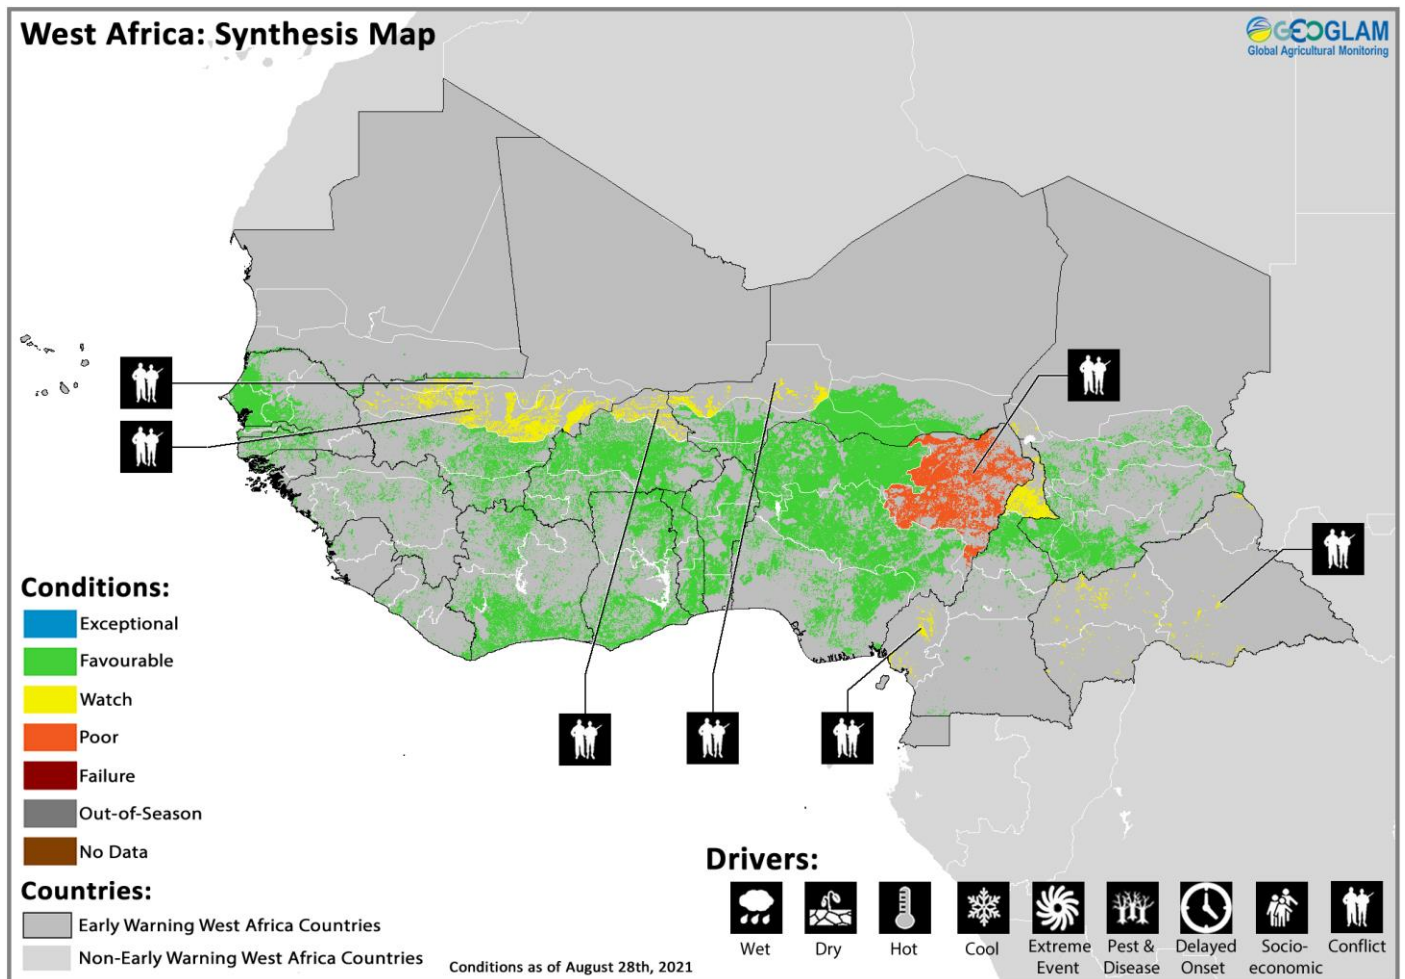 West Africa: Synthesis Map
GEOGLAM
Global Agricultural Monitoring
Conditions:
Exceptional
Favourable
Watch
Poor
Failure
Out-of-Season
No Data
Countries:
Early Warning West Africa Countries
Non-Early Warning West Africa Countries
Conditions as of August 28th, 2021
Drivers:
Wet
Dry
Hot
Cool
Extreme
Event
Pest &
Disease
Delayed
Onset
Socio-
economic
Conflict